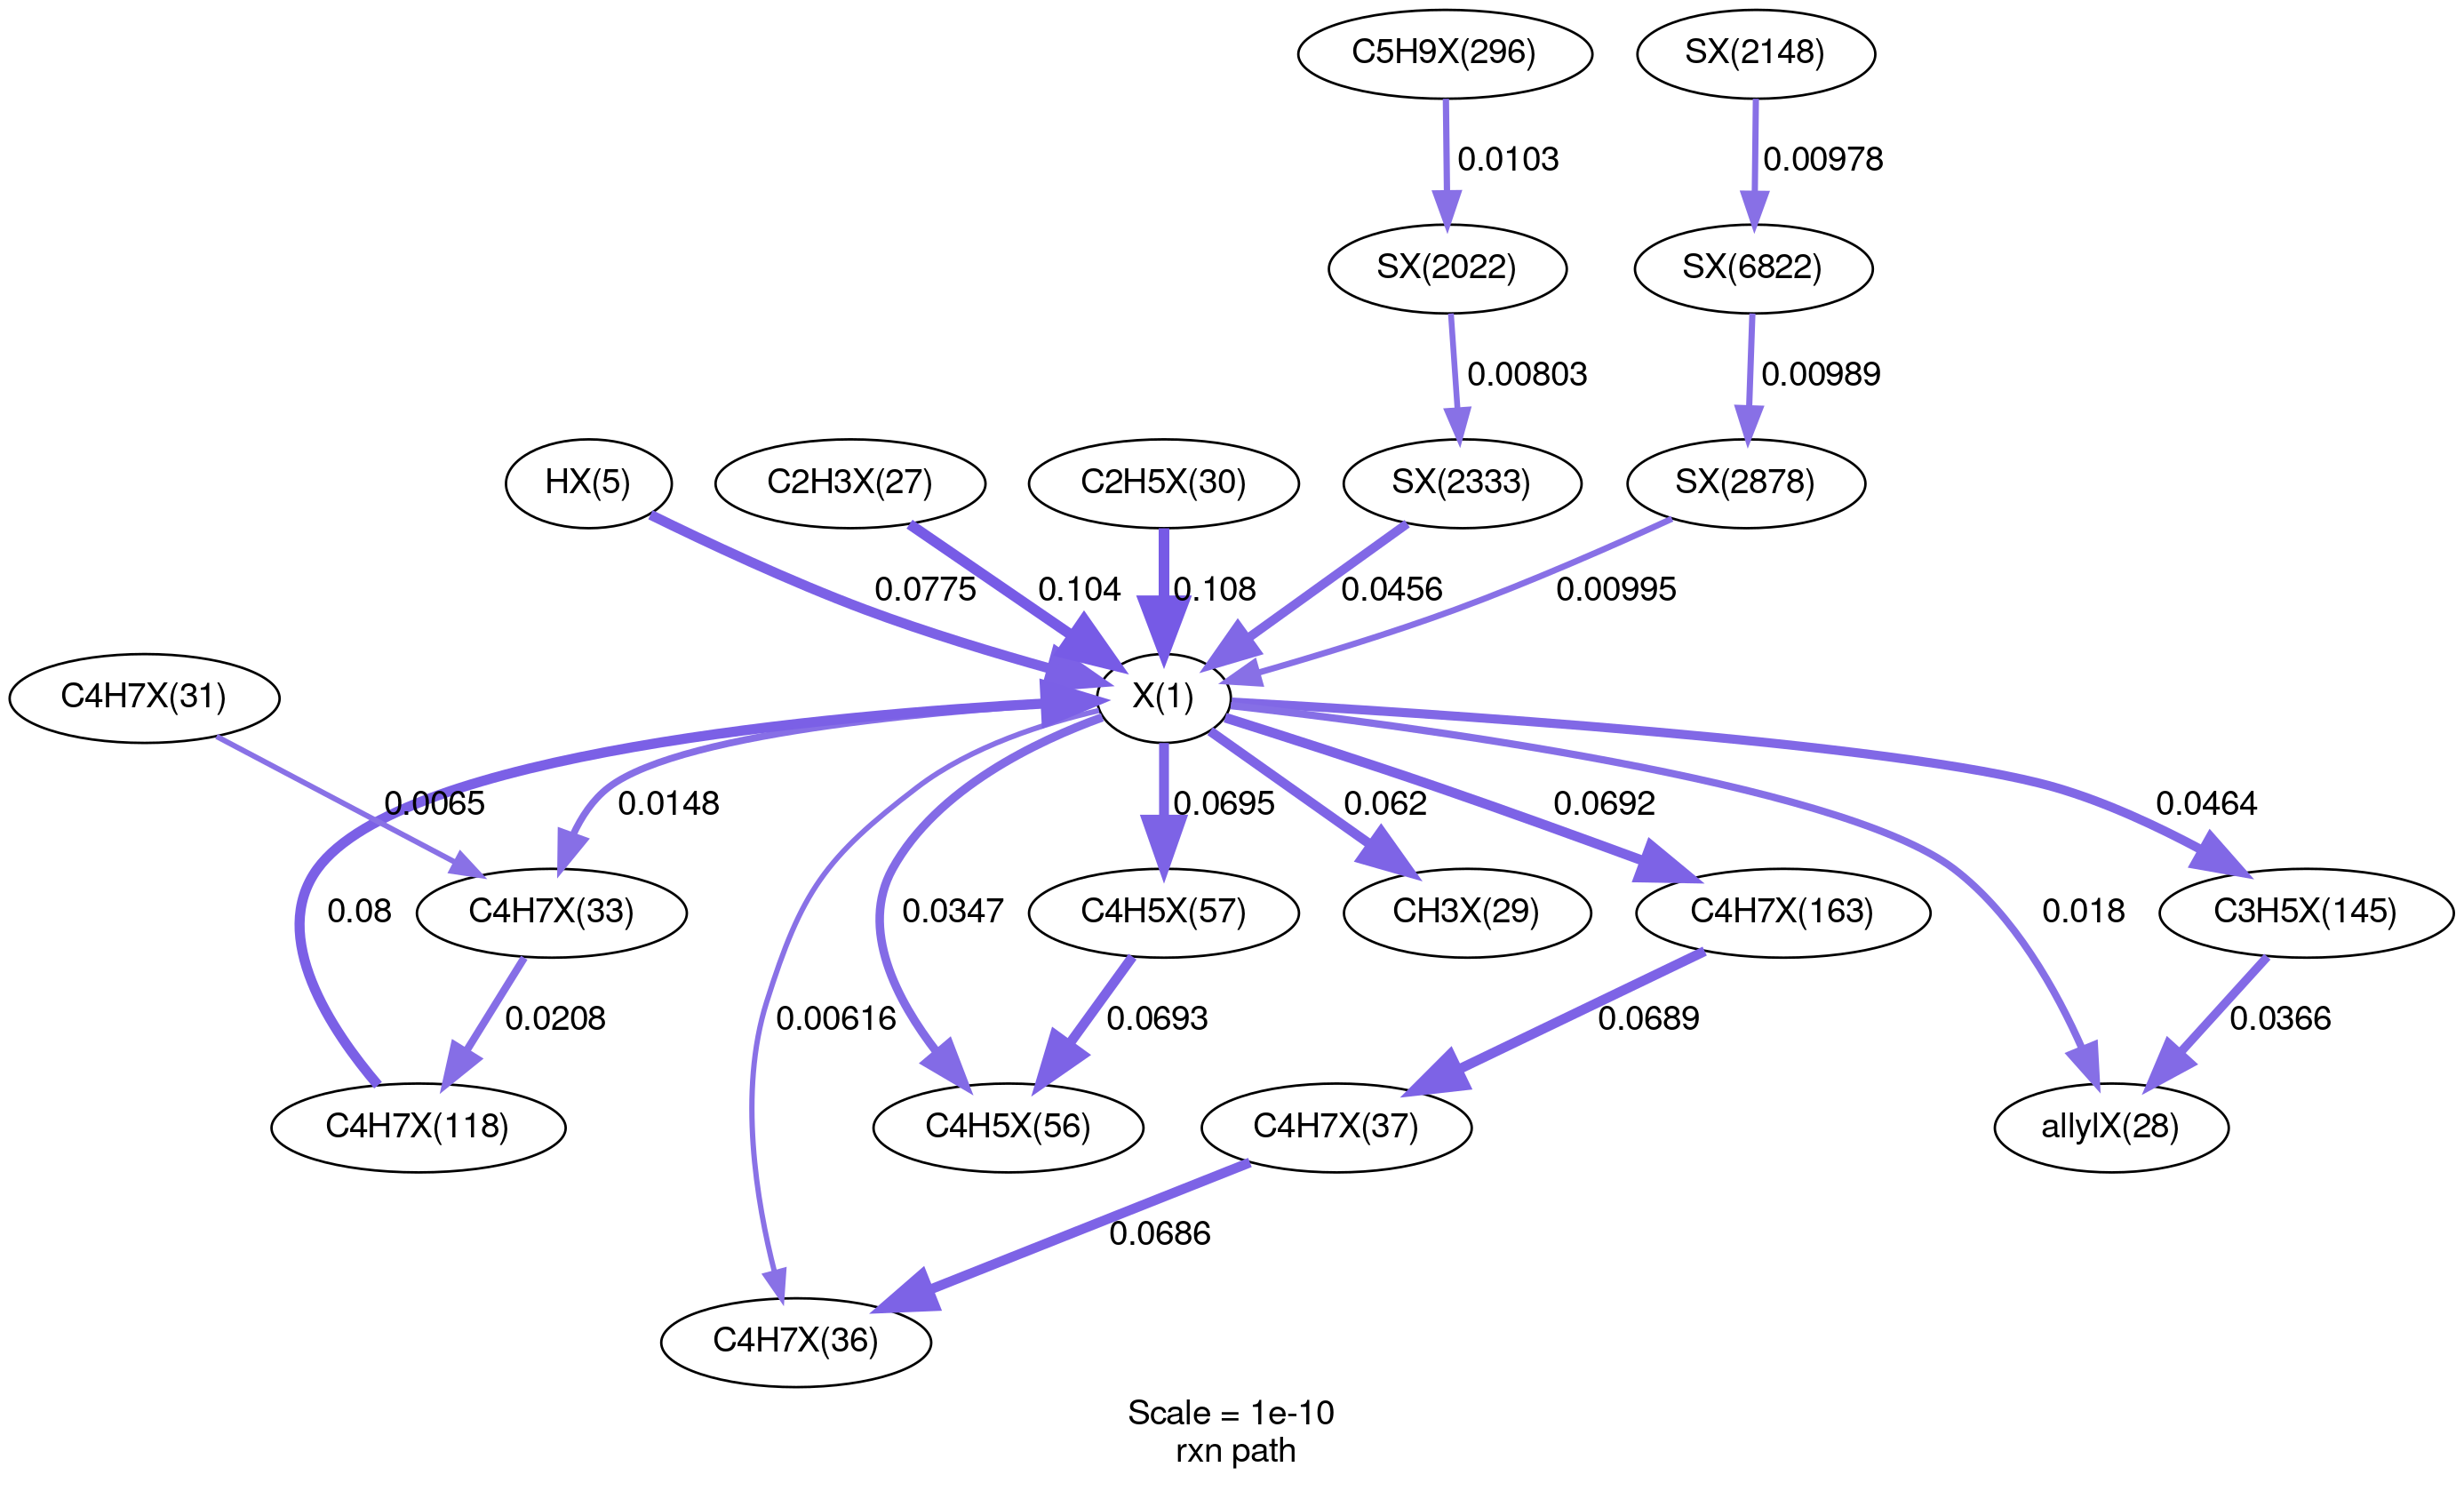 C5H9X(296)
SX(2148)
0.0103
0.00978
SX(2022)
SX(6822)
0.00803
0.00989
HX(5)
C2H3X(27)
C2H5X(30)
SX(2333)
SX(2878)
0.0775
0.104
0.108
0.0456
0.00995
C4H7X(31)
X(1)
0.0065
0.0148
0.0695
0.062
0.0692
0.0464
0.08
C4H7X(33)
0.0347
C4H5X(57)
CH3X(29)
C4H7X(163)
0.018
C3H5X(145)
0.0208
0.00616
0.0693
0.0689
0.0366
C4H7X(118)
C4H5X(56)
C4H7X(37)
allylX(28)
0.0686
C4H7X(36)
Scale = 1e-10
rxn path